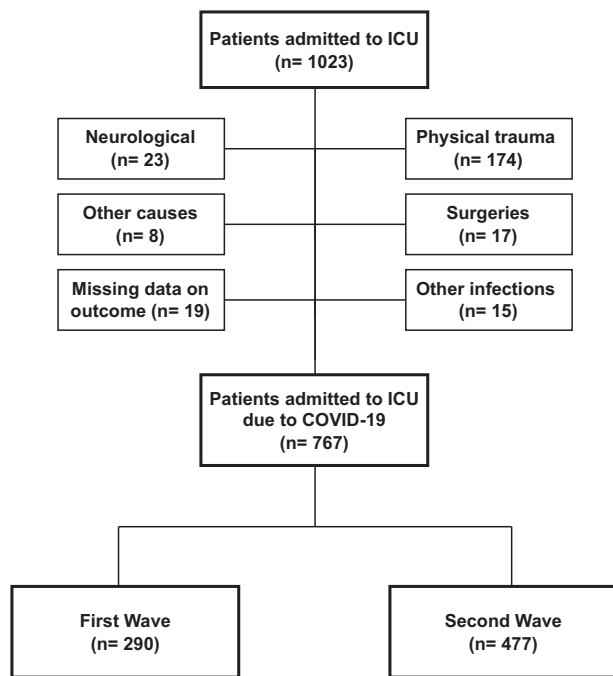 Patients admitted to ICU
(n= 1023)
Neurological
(n= 23)
Physical trauma
(n= 174)
Other causes
(n= 8)
Surgeries
(n= 17)
Missing data on
outcome (n= 19)
Other infections
(n= 15)
Patients admitted to ICU
due to COVID-19
(n= 767)
First Wave
(n= 290)
Second Wave
(n= 477)